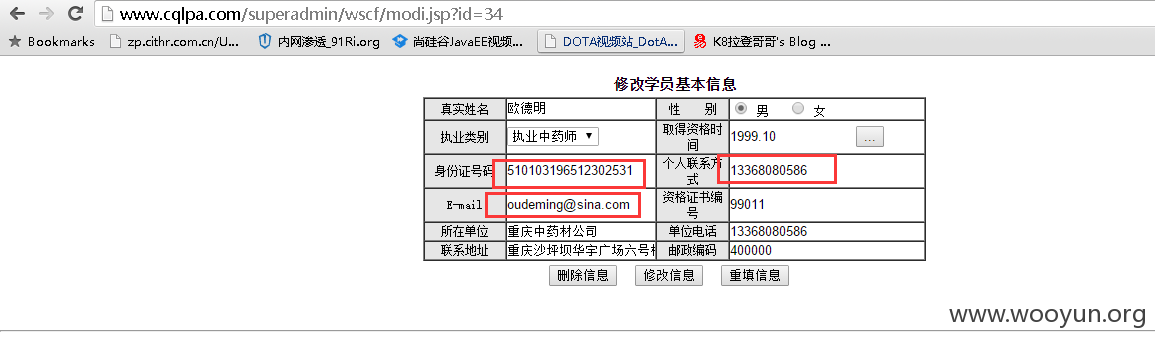 www.cqlpa.com/superadmin/wscf/modi.jsp?id=34
Bookmarks zp.cithr.com.cn/U... 内网渗透_91Ri.org 尚硅谷JavaEE视频... DOTA视频站_DotA... K8拉登哥哥's Blog ...
修改学员基本信息
真实姓名 欧德明 性 别 男 女
执业类别 执业中药师 取得资格时间 1999.10 ...
身份证号码 510103196512302531 个人联系方式 13368080586
E-mail oudeming@sina.com 资格证书编号 99011
所在单位 重庆中药材公司 单位电话 13368080586
联系地址 重庆沙坪坝华宇广场六号 邮政编码 400000
删除信息 修改信息 重填信息
www.wooyun.org